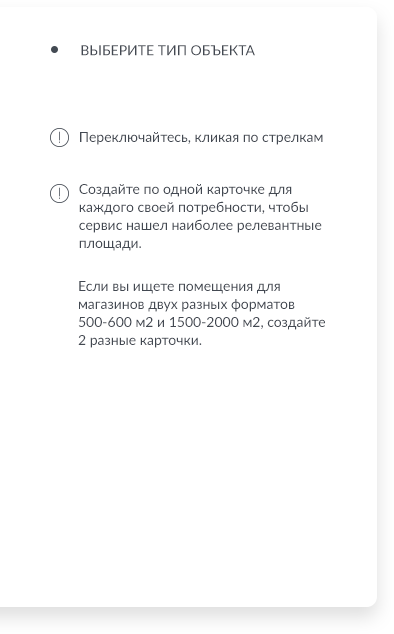 • ВЫБЕРИТЕ ТИП ОБЪЕКТА
! Переключайтесь, кликая по стрелкам
! Создайте по одной карточке для
каждого своей потребности, чтобы
сервис нашел наиболее релевантные
площади.
Если вы ищете помещения для
магазинов двух разных форматов
500-600 м2 и 1500-2000 м2, создайте
2 разные карточки.